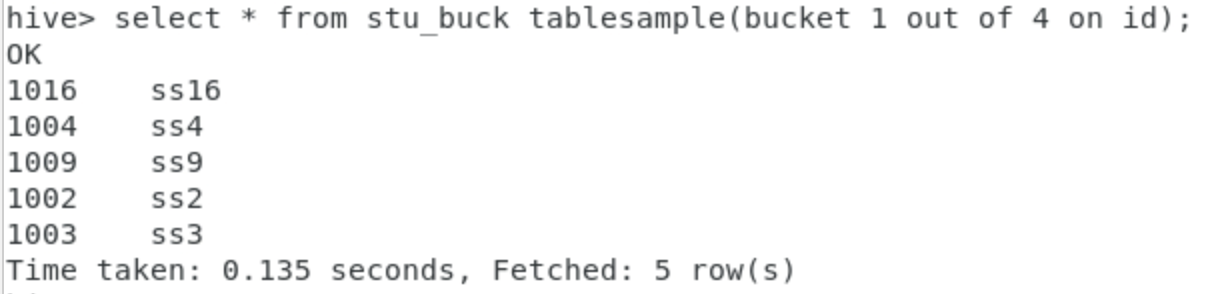 hive> select * from stu_buck tablesample(bucket 1 out of 4 on id);
OK
1016    ss16
1004    ss4
1009    ss9
1002    ss2
1003    ss3
Time taken: 0.135 seconds, Fetched: 5 row(s)